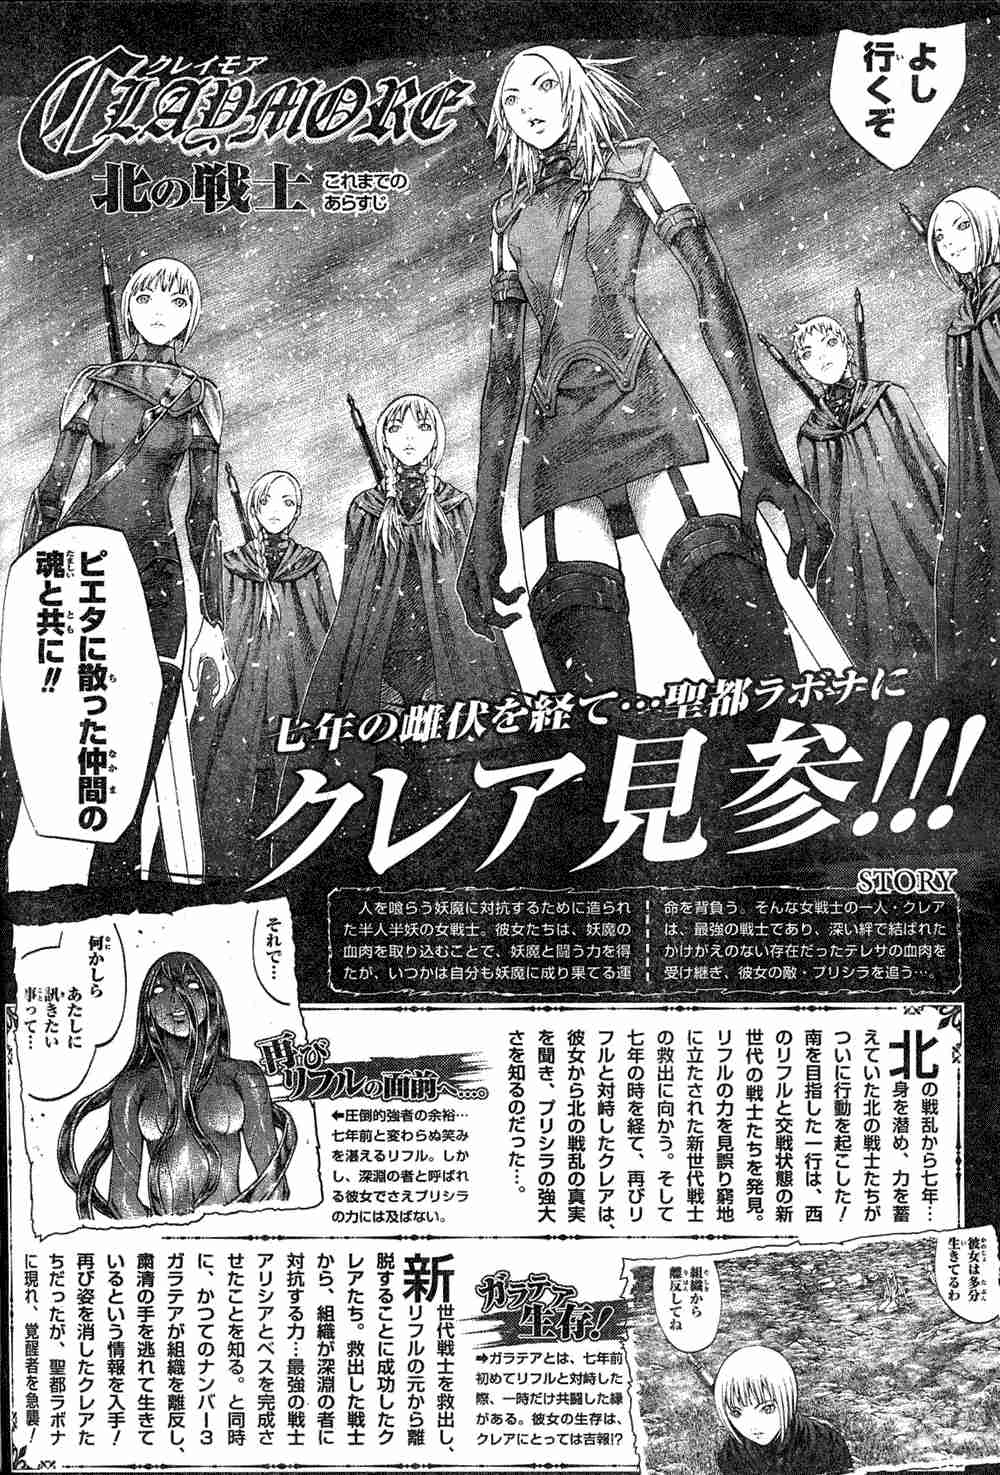 クレイモア
CLAYMORE
北の戦士
これまでの
あらすじ
よし
行くぞ
ピエタに散った仲間の
魂と共に!!
七年の雌伏を経て…聖都ラボナに
クレア見参!!!
STORY
人を喰らう妖魔に対抗するために造られ
た半人半妖の女戦士。彼女たちは、妖魔の
血肉を取り込むことで、妖魔と闘う力を得
たが、いつかは自分も妖魔に成り果てる運
命を背負う。そんな女戦士の一人・クレア
は、最強の戦士であり、深い絆で結ばれた
かけがえのない存在だったテレサの血肉を
受け継ぎ、彼女の敵・プリシラを追う…。
北の戦乱から七年…
身を潜め、力を蓄
えていた北の戦士たちが
ついに行動を起こした!
南を目指した一行は、西
のリフルと交戦状態の新
世代の戦士たちを発見。
リフルの力を見誤り窮地
に立たされた新世代戦士
の救出に向かう。そして
七年の時を経て、再びリ
フルと対峙したクレアは、
彼女から北の戦乱の真実
を聞き、プリシラの強大
さを知るのだった…。
再び
リフルの面前へ…。
←圧倒的強者の余裕…
七年前と変わらぬ笑み
を湛えるリフル。しか
し、深淵の者と呼ばれ
る彼女でさえプリシラ
の力には及ばない。
それで…
何かしら
あたしに
訊きたい
事って…
彼女は多分
生きてるわ
組織から
離反してね
ガラテア
生存!
→ガラテアとは、七年前
初めてリフルと対峙した
際、一時だけ共闘した縁
がある。彼女の生存は、
クレアにとっては吉報!?
新世代戦士を救出し、
リフルの元から離
脱することに成功したク
レアたち。救出した戦士
から、組織が深淵の者に
対抗する力…最強の戦士
アリシアとベスを完成さ
せたことを知る。と同時
に、かつてのナンバー3
ガラテアが組織を離反し、
粛清の手を逃れて生きて
いるという情報を入手!
再び姿を消したクレアた
ちだったが、聖都ラボナ
に現れ、覚醒者を急襲!